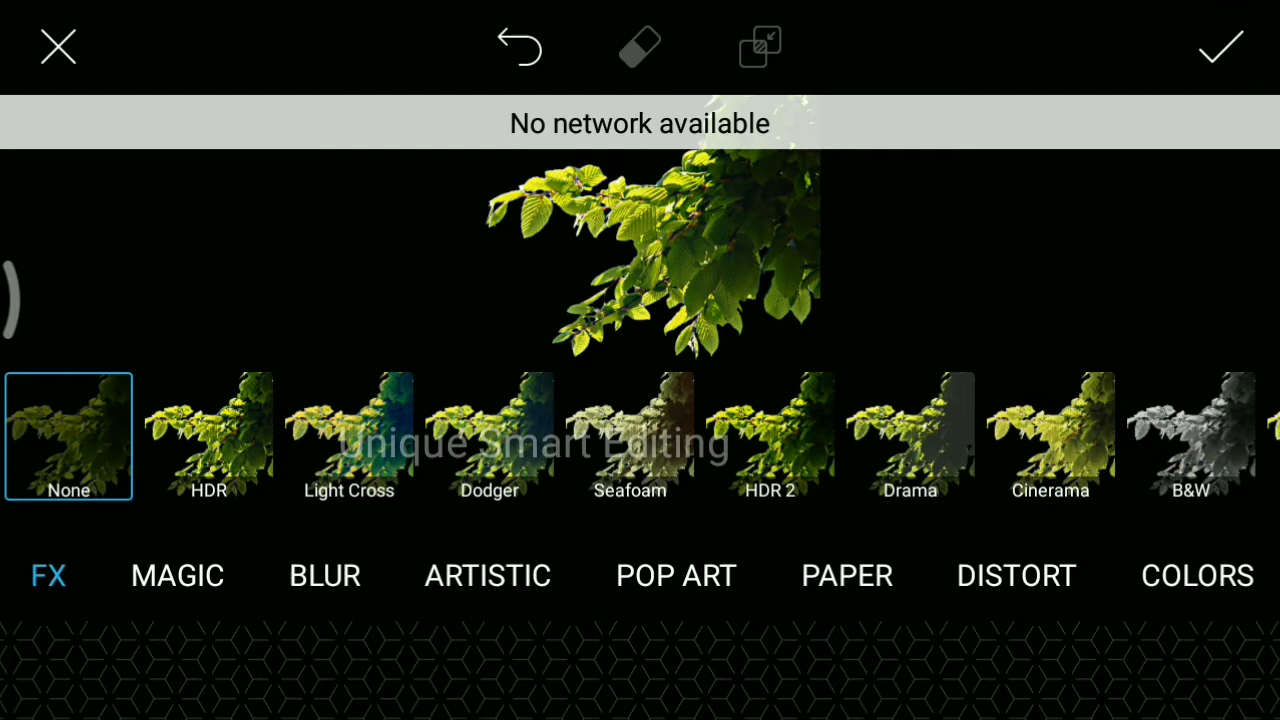 No network available
Unique Smart Editing
None HDR Light Cross Dodger Seafoam HDR 2 Drama Cinerama B&W
FX MAGIC BLUR ARTISTIC POP ART PAPER DISTORT COLORS